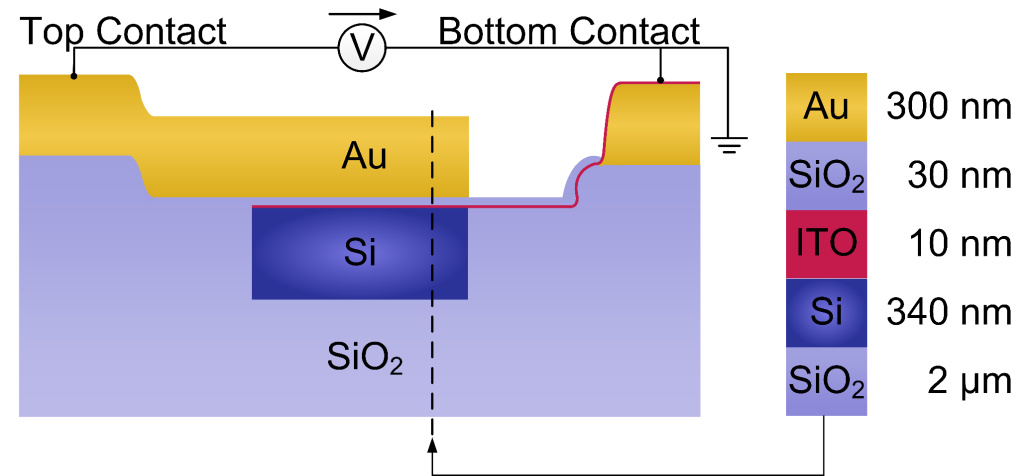 Top Contact
V
Bottom Contact
Au
Si
SiO₂
Au 300 nm
SiO₂ 30 nm
ITO 10 nm
Si 340 nm
SiO₂ 2 µm